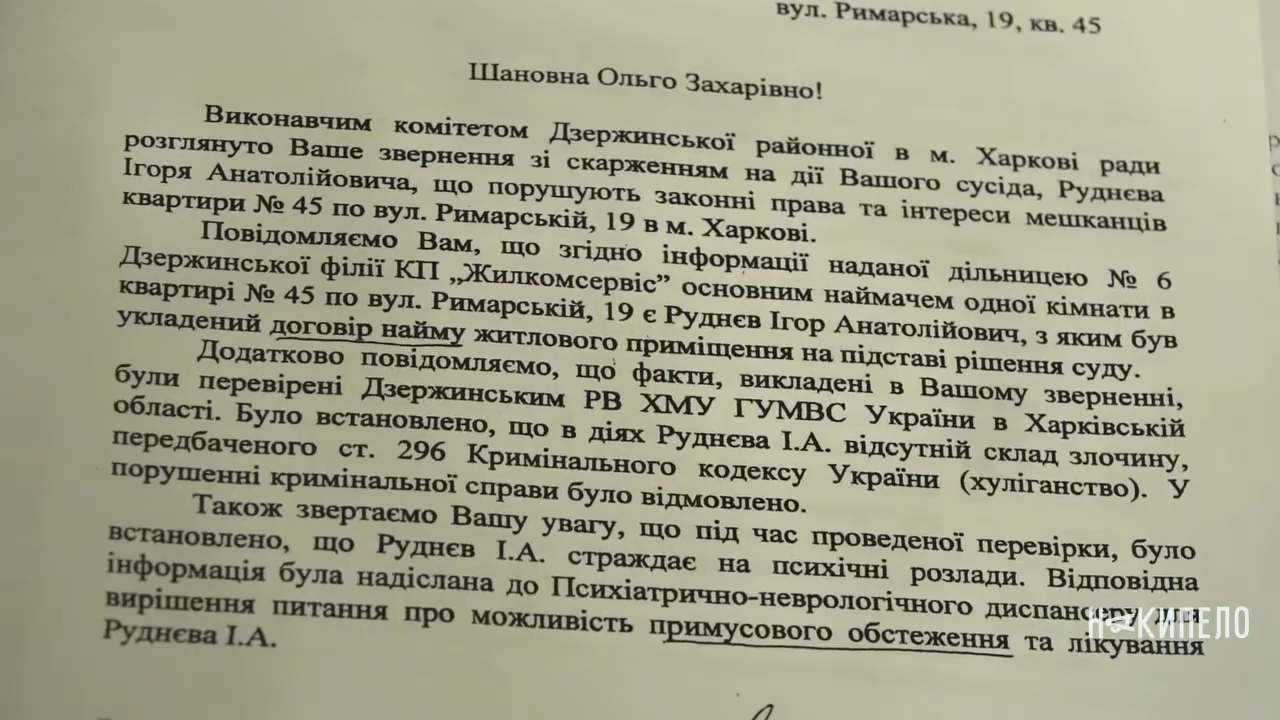 вул. Римарська, 19, кв. 45
Шановна Ольго Захарівно!
Виконавчим комітетом Дзержинської районної в м. Харкові ради
розглянуто Ваше звернення зі скарженням на дії Вашого сусіда, Руднєва
Ігоря Анатолійовича, що порушують законні права та інтереси мешканців
квартири № 45 по вул. Римарській, 19 в м. Харкові.
Повідомляємо Вам, що згідно інформації наданої дільницею № 6
Дзержинської філії КП „Жилкомсервіс” основним наймачем одної кімнати в
квартирі № 45 по вул. Римарській, 19 є Руднєв Ігор Анатолійович, з яким був
укладений договір найму житлового приміщення на підставі рішення суду.
Додатково повідомляємо, що факти, викладені в Вашому зверненні,
були перевірені Дзержинським РВ ХМУ ГУМВС України в Харківській
області. Було встановлено, що в діях Руднєва І.А. відсутній склад злочину,
передбаченого ст. 296 Кримінального кодексу України (хуліганство). У
порушенні кримінальної справи було відмовлено.
Також звертаємо Вашу увагу, що під час проведеної перевірки, було
встановлено, що Руднєв І.А. страждає на психічні розлади. Відповідна
інформація була надіслана до Психіатрично-неврологічного диспансеру для
вирішення питання про можливість примусового обстеження та лікування
Руднєва І.А.
НАКИПЕЛО